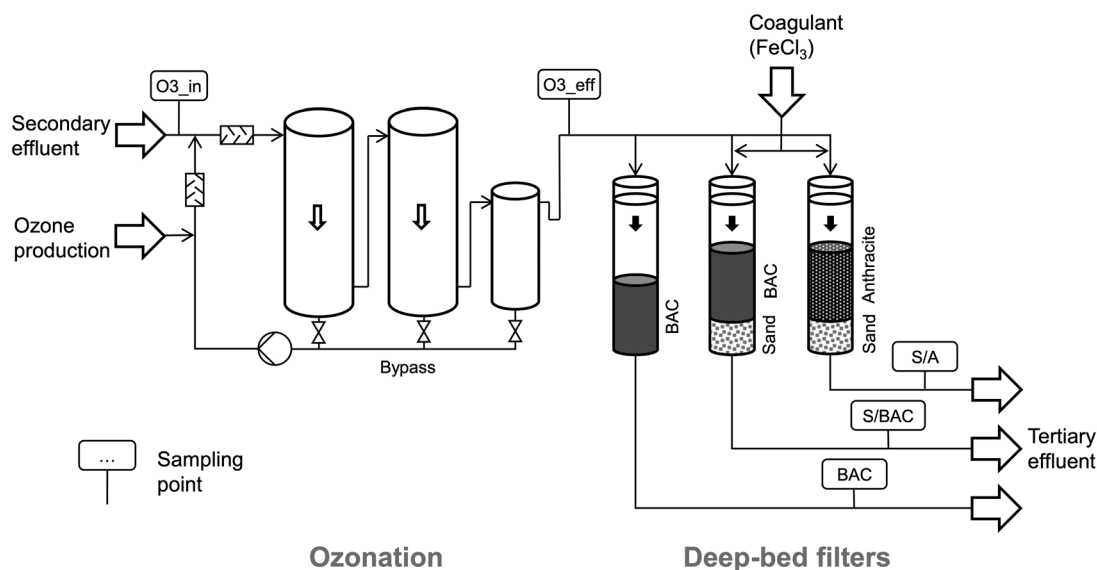 Coagulant
(FeCl3)
O3_in
O3_eff
Secondary
effluent
Ozone
production
BAC
Sand BAC
Sand Anthracite
Bypass
S/A
S/BAC
BAC
Tertiary
effluent
...
Sampling
point
Ozonation
Deep-bed filters